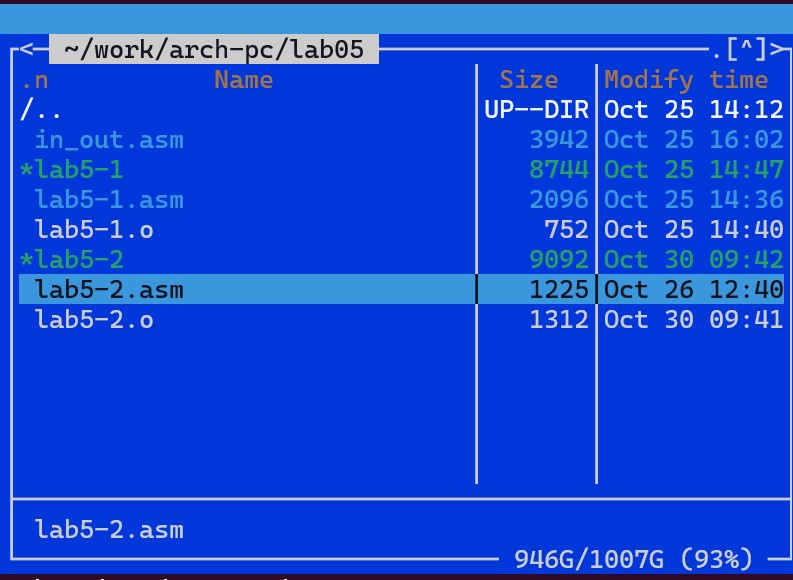 <─ ~/work/arch-pc/lab05 ─.[^]>
.n Name Size Modify time
/.. UP--DIR Oct 25 14:12
in_out.asm 3942 Oct 25 16:02
*lab5-1 8744 Oct 25 14:47
lab5-1.asm 2096 Oct 25 14:36
lab5-1.o 752 Oct 25 14:40
*lab5-2 9092 Oct 30 09:42
lab5-2.asm 1225 Oct 26 12:40
lab5-2.o 1312 Oct 30 09:41
lab5-2.asm
946G/1007G (93%)